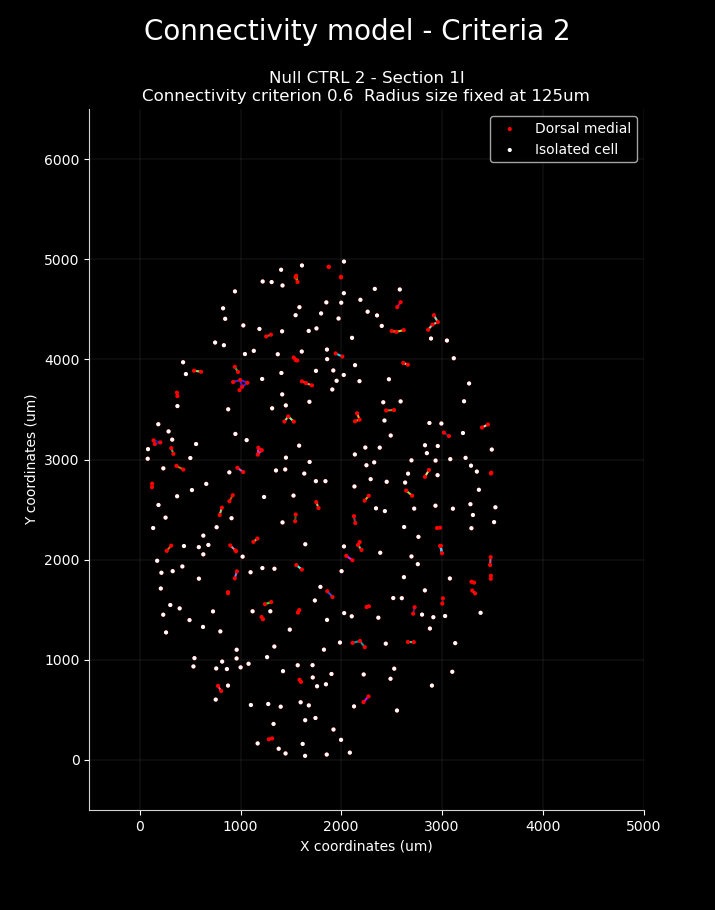 Connectivity model - Criteria 2
Null CTRL 2 - Section 1I
Connectivity criterion 0.6  Radius size fixed at 125um
Dorsal medial
Isolated cell
6000
5000
4000
3000
2000
1000
0
Y coordinates (um)
0 1000 2000 3000 4000 5000
X coordinates (um)